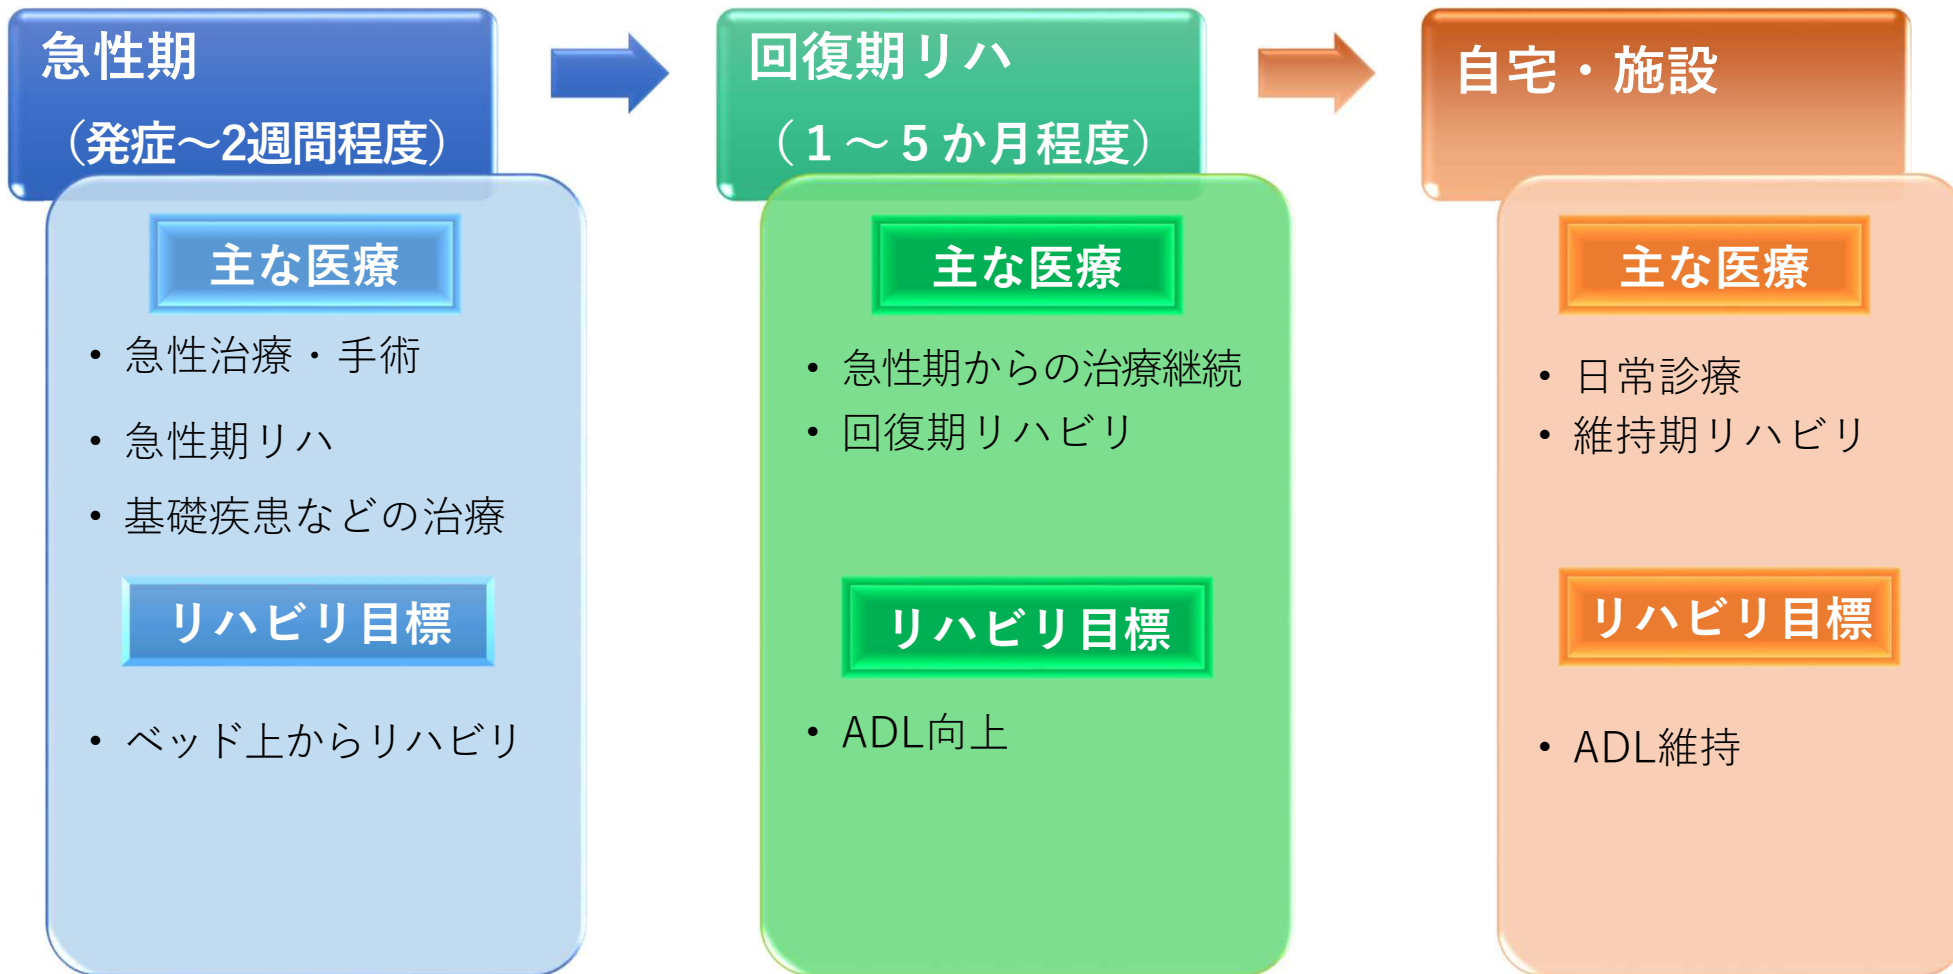 急性期
（発症～2週間程度）
主な医療
• 急性治療・手術
• 急性期リハ
• 基礎疾患などの治療
リハビリ目標
• ベッド上からリハビリ
回復期リハ
（１～５か月程度）
主な医療
• 急性期からの治療継続
• 回復期リハビリ
リハビリ目標
• ADL向上
自宅・施設
主な医療
• 日常診療
• 維持期リハビリ
リハビリ目標
• ADL維持